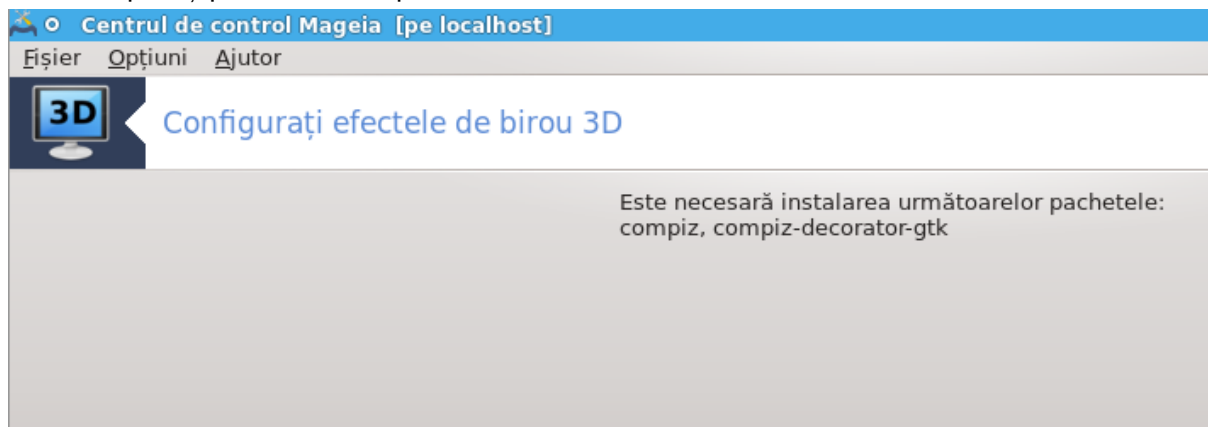 Centrul de control Mageia [pe localhost]
Fișier Opțiuni Ajutor
3D
Configurați efectele de birou 3D
Este necesară instalarea următoarelor pachetele:
compiz, compiz-decorator-gtk